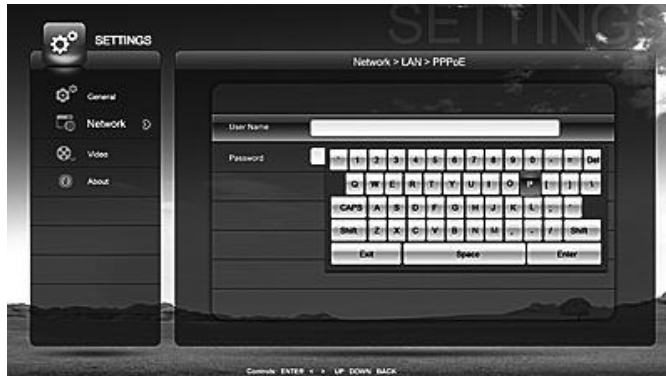 SETTINGS
SETTINGS
Network > LAN > PPPoE
General
Network
Video
About
User Name
Password
` 1 2 3 4 5 6 7 8 9 0 - = Del
Q W E R T Y U I O P [ ] \
CAPS A S D F G H J K L ; '
Shift Z X C V B N M , . / Shift
Exit Space Enter
Controls: ENTER < > UP DOWN BACK